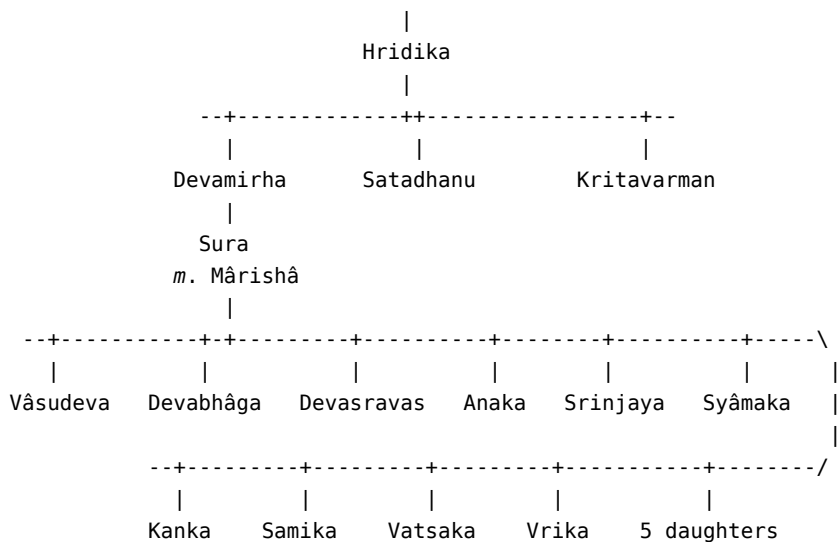 Hridika
Devamirha Satadhanu Kritavarman
Sura
m. Mârishâ
Vâsudeva Devabhâga Devasravas Anaka Srinjaya Syâmaka
Kanka Samika Vatsaka Vrika 5 daughters